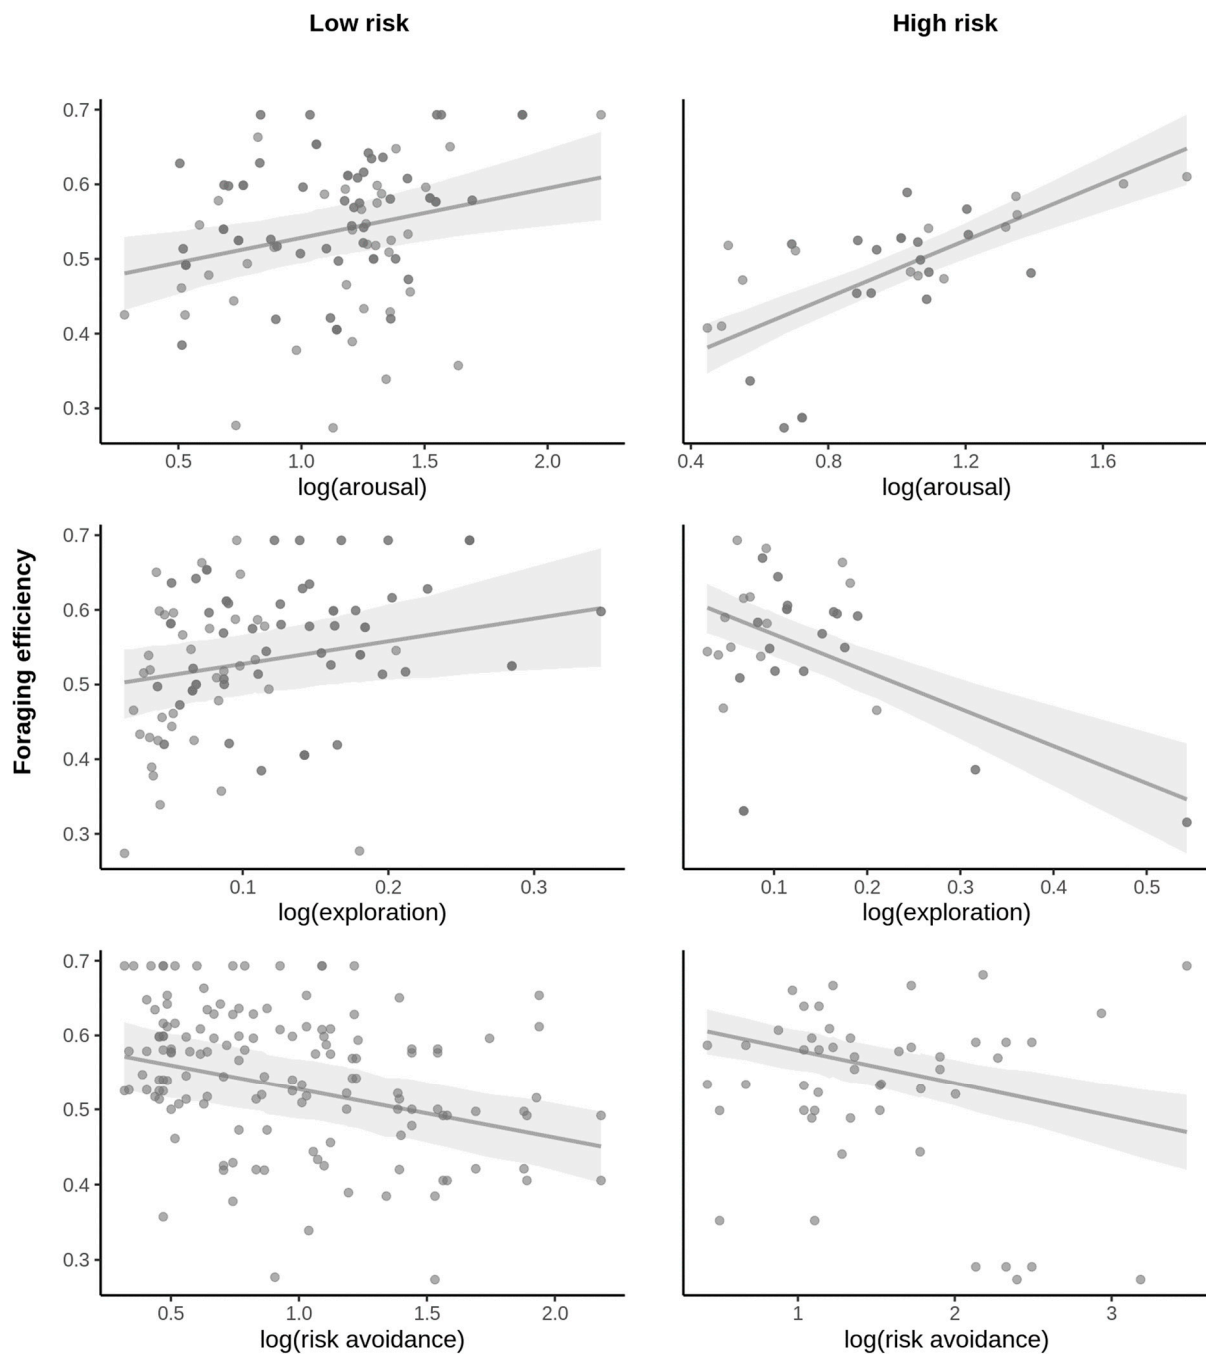 Low risk
High risk
0.7
0.6
0.5
0.4
0.3
0.5 1.0 1.5 2.0
0.4 0.8 1.2 1.6
log(arousal)
log(arousal)
Foraging efficiency
0.7
0.6
0.5
0.4
0.3
0.1 0.2 0.3
0.1 0.2 0.3 0.4 0.5
log(exploration)
log(exploration)
0.7
0.6
0.5
0.4
0.3
0.5 1.0 1.5 2.0
1 2 3
log(risk avoidance)
log(risk avoidance)